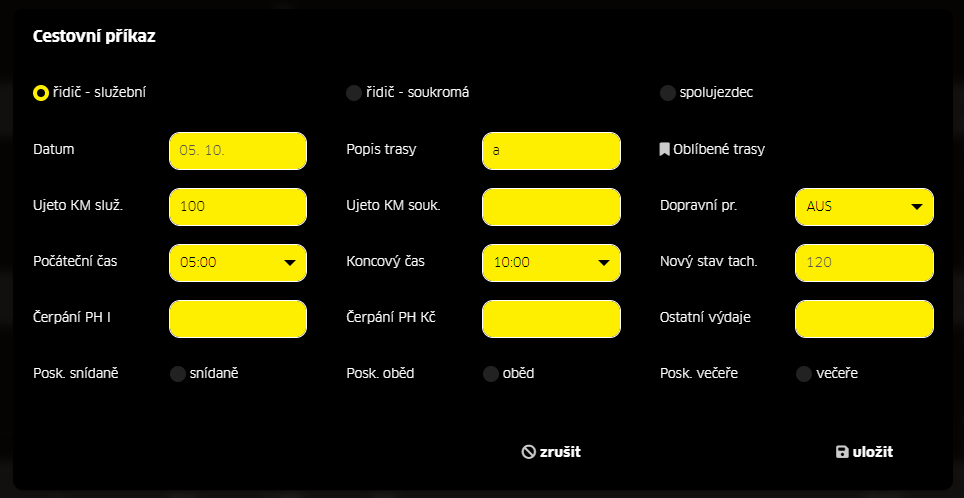 Cestovní příkaz
řidič - služební řidič - soukromá spolujezdec
Datum 05. 10. Popis trasy a Oblíbené trasy
Ujeto KM služ. 100 Ujeto KM souk. Dopravní pr. AUS
Počáteční čas 05:00 Koncový čas 10:00 Nový stav tach. 120
Čerpání PH l Čerpání PH Kč Ostatní výdaje
Posk. snídaně snídaně Posk. oběd oběd Posk. večeře večeře
zrušit uložit